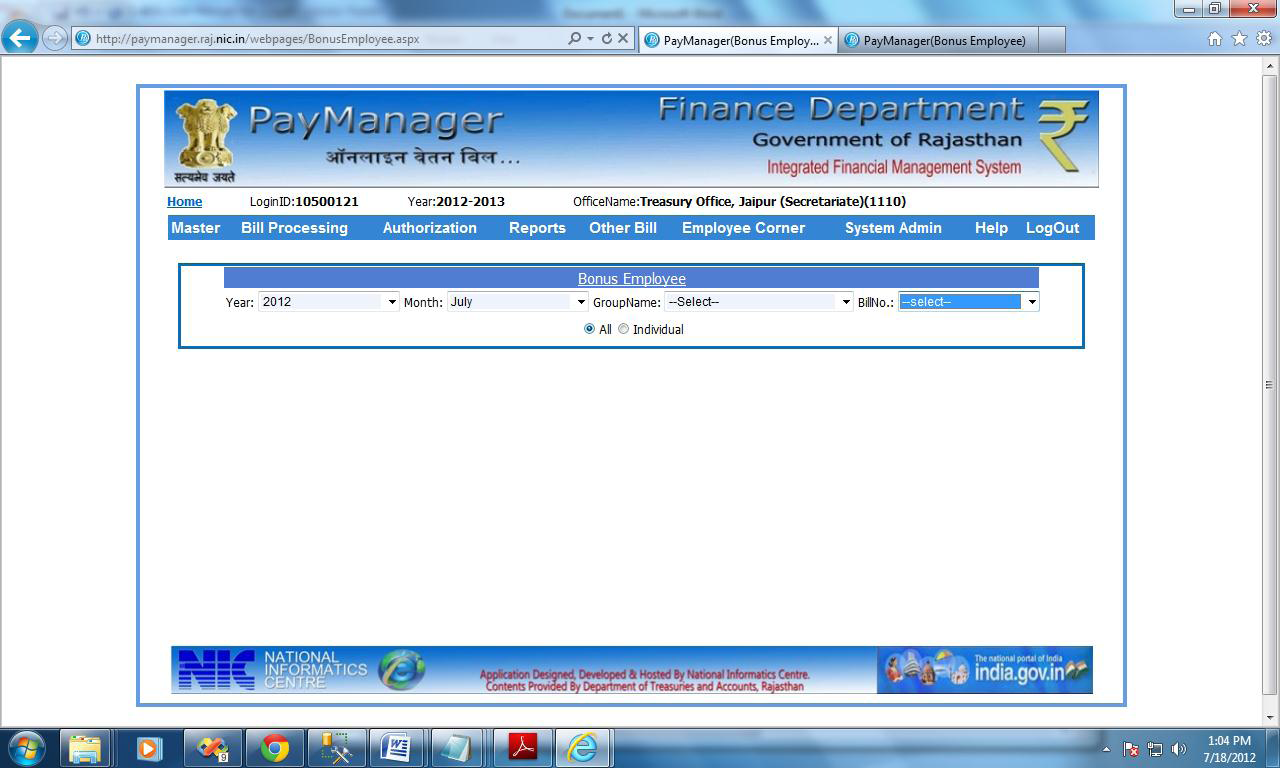 http://paymanager.raj.nic.in/webpages/BonusEmployee.aspx
PayManager(Bonus Employ...
PayManager(Bonus Employee)
PayManager
ऑनलाइन वेतन बिल...
सत्यमेव जयते
Finance Department
Government of Rajasthan
Integrated Financial Management System
Home LoginID:10500121 Year:2012-2013 OfficeName:Treasury Office, Jaipur (Secretariate)(1110)
Master Bill Processing Authorization Reports Other Bill Employee Corner System Admin Help LogOut
Bonus Employee
Year: 2012 Month: July GroupName: --Select-- BillNo.: --select--
All Individual
NIC NATIONAL
INFORMATICS
CENTRE
Application Designed, Developed & Hosted By National Informatics Centre.
Contents Provided By Department of Treasuries and Accounts, Rajasthan
The national portal of India
india.gov.in
9
1:04 PM
7/18/2012